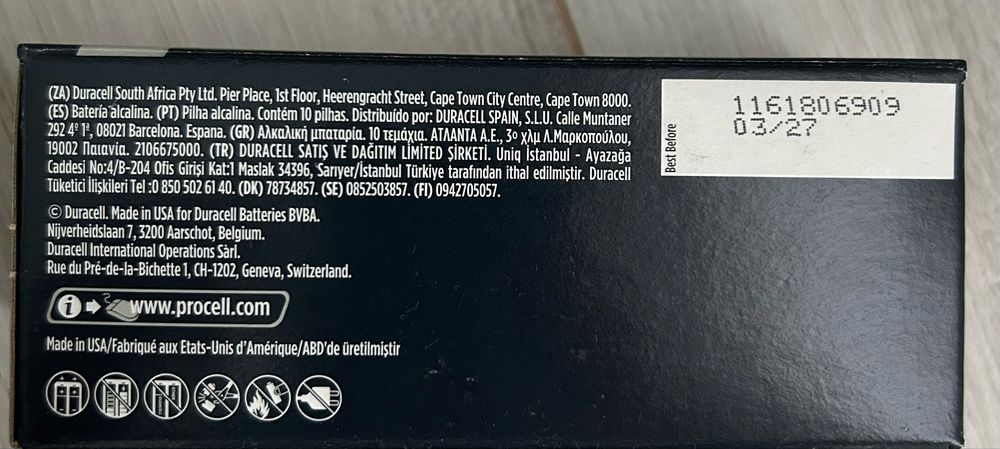 (ZA) Duracell South Africa Pty Ltd. Pier Place, 1st Floor, Heerengracht Street, Cape Town City Centre, Cape Town 8000.
(ES) Batería alcalina. (PT) Pilha alcalina. Contém 10 pilhas. Distribuído por: DURACELL SPAIN, S.L.U. Calle Muntaner
292 4º 1ª, 08021 Barcelona. Espana. (GR) Αλκαλική μπαταρία. 10 τεμάχια. ΑΤΛΑΝΤΑ Α.Ε., 3ο χλμ Λ.Μαρκοπούλου,
19002 Παιανία. 2106675000. (TR) DURACELL SATIŞ VE DAĞITIM LİMİTED ŞİRKETİ. Uniq İstanbul - Ayazağa
Caddesi No:4/B-204 Ofis Girişi Kat:1 Maslak 34396, Sarıyer/İstanbul Türkiye tarafından ithal edilmiştir. Duracell
Tüketici İlişkileri Tel :0 850 502 61 40. (DK) 78734857. (SE) 0852503857. (FI) 0942705057.
© Duracell. Made in USA for Duracell Batteries BVBA.
Nijverheidslaan 7, 3200 Aarschot, Belgium.
Duracell International Operations Sàrl.
Rue du Pré-de-la-Bichette 1, CH-1202, Geneva, Switzerland.
i www.procell.com
Made in USA/Fabriqué aux Etats-Unis d'Amérique/ABD'de üretilmiştir
Best Before
1161806909
03/27